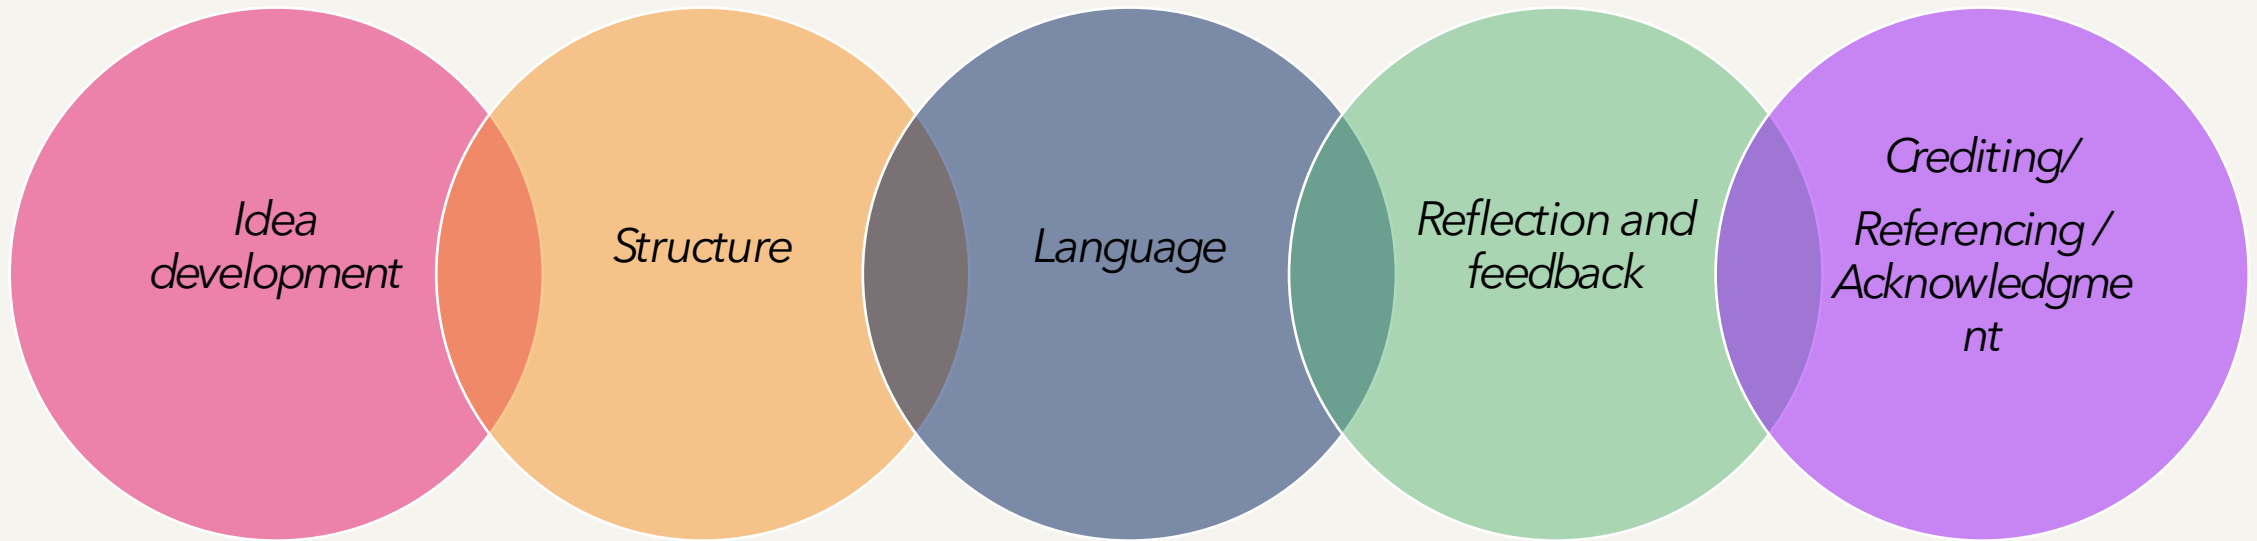 Idea
development
Structure
Language
Reflection and
feedback
Crediting/
Referencing /
Acknowledgme
nt